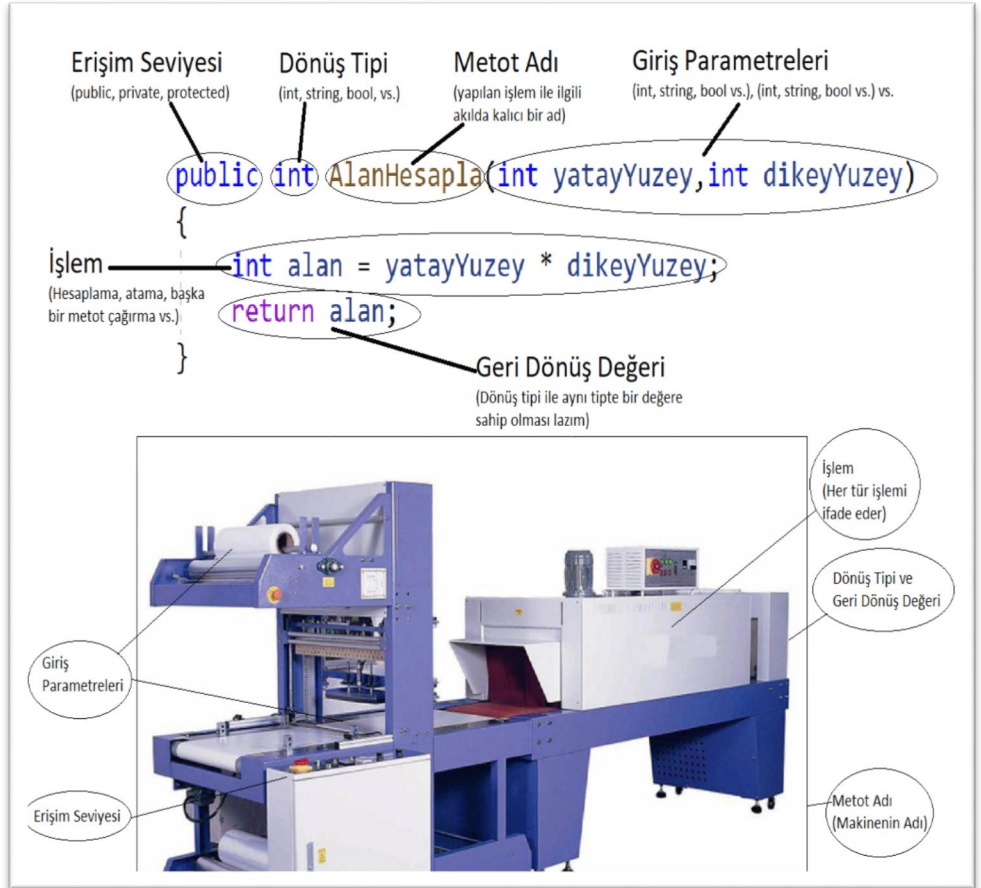 Erişim Seviyesi
(public, private, protected)
Dönüş Tipi
(int, string, bool, vs.)
Metot Adı
(yapılan işlem ile ilgili
akılda kalıcı bir ad)
Giriş Parametreleri
(int, string, bool vs.), (int, string, bool vs.) vs.
public int AlanHesapla(int yatayYuzey,int dikeyYuzey)
{
İşlem
(Hesaplama, atama, başka
bir metot çağırma vs.)
int alan = yatayYuzey * dikeyYuzey;
return alan;
}
Geri Dönüş Değeri
(Dönüş tipi ile aynı tipte bir değere
sahip olması lazım)
İşlem
(Her tür işlemi
ifade eder)
Dönüş Tipi ve
Geri Dönüş Değeri
Giriş
Parametreleri
Erişim Seviyesi
Metot Adı
(Makinenin Adı)